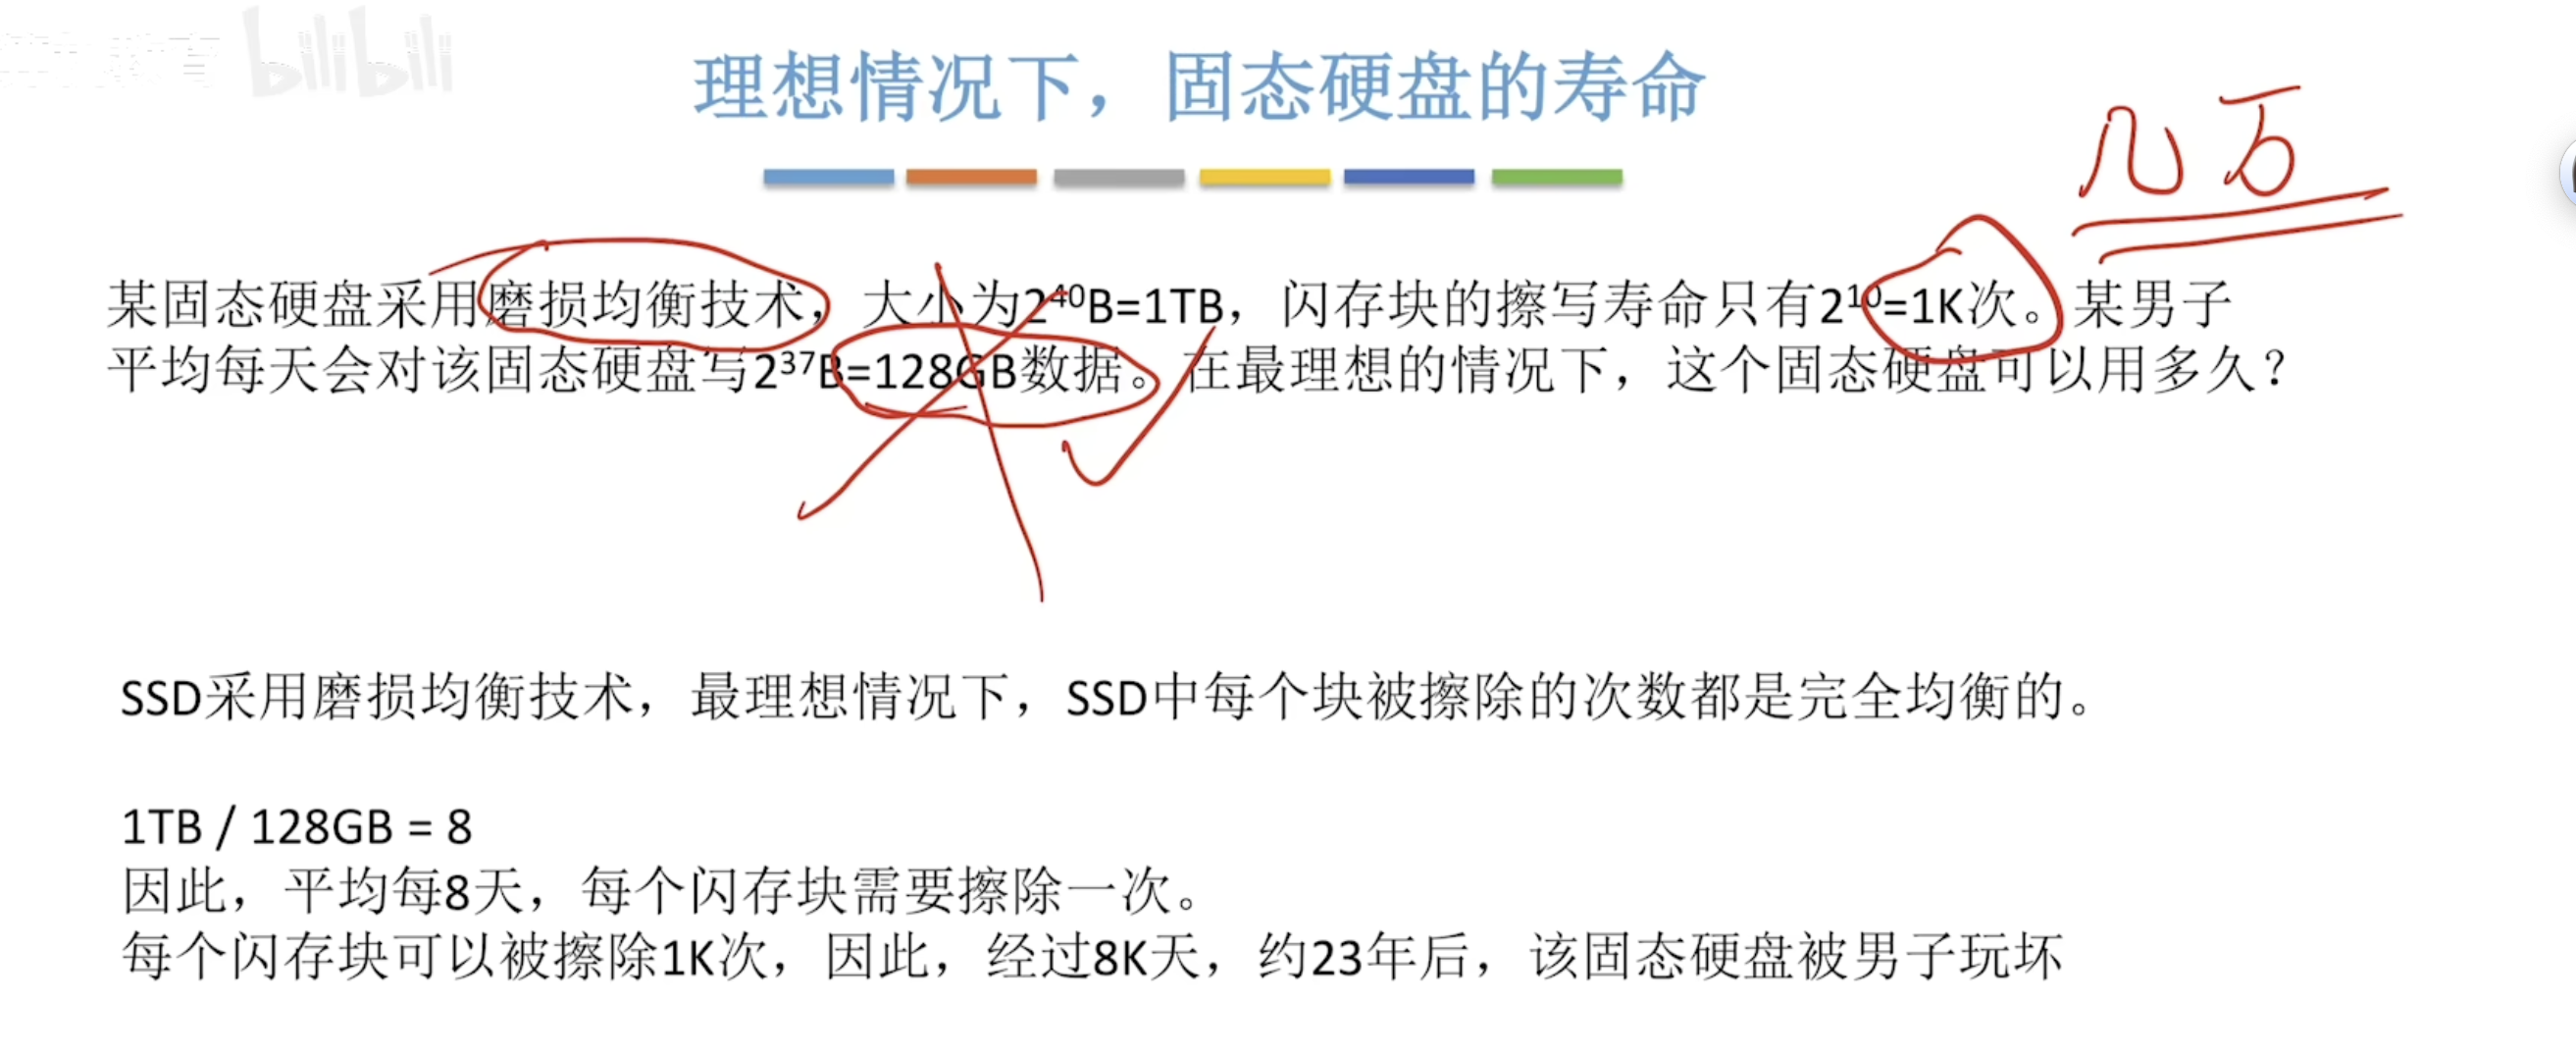 bilibili
理想情况下，固态硬盘的寿命
几万
某固态硬盘采用磨损均衡技术，大小为2⁴⁰B=1TB，闪存块的擦写寿命只有2¹⁰=1K次。某男子
平均每天会对该固态硬盘写2³⁷B=128GB数据。在最理想的情况下，这个固态硬盘可以用多久？
SSD采用磨损均衡技术，最理想情况下，SSD中每个块被擦除的次数都是完全均衡的。
1TB / 128GB = 8
因此，平均每8天，每个闪存块需要擦除一次。
每个闪存块可以被擦除1K次，因此，经过8K天，约23年后，该固态硬盘被男子玩坏